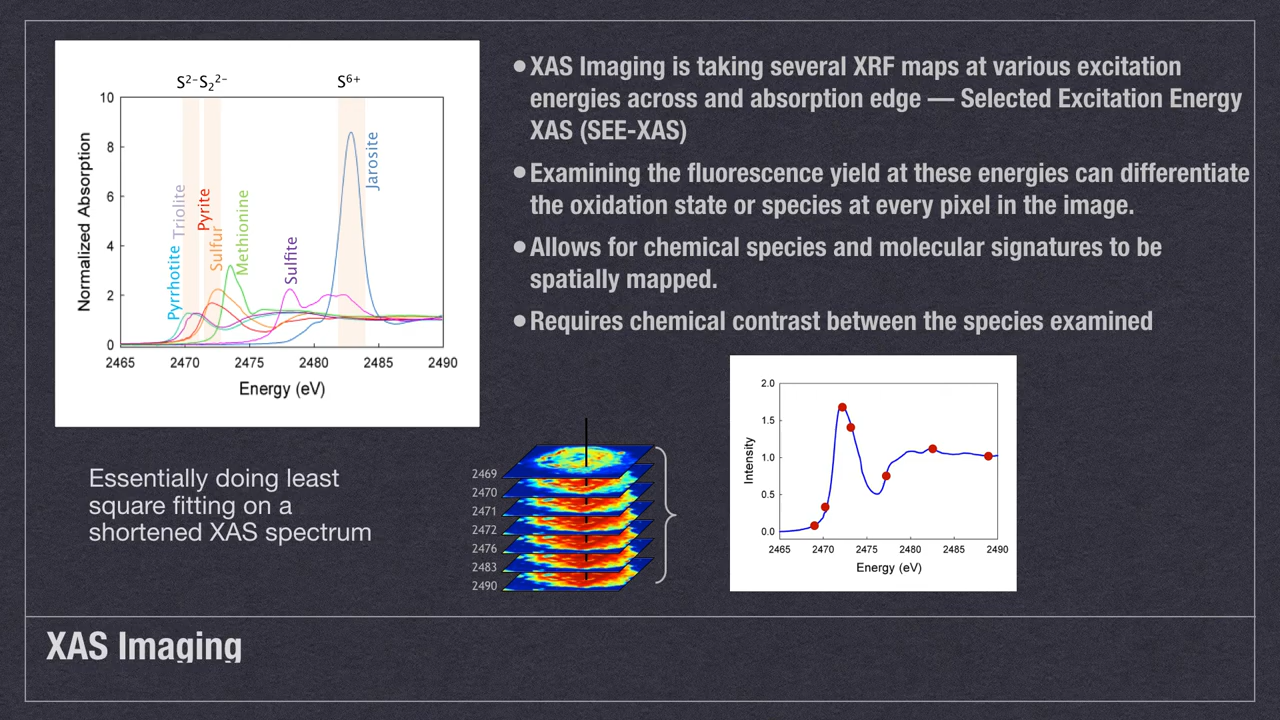 S²⁻ S₂²⁻ S⁶⁺
10
8
6
4
2
0
Normalized Absorption
Pyrrhotite
Triolite
Pyrite
Sulfur
Methionine
Sulfite
Jarosite
2465 2470 2475 2480 2485 2490
Energy (eV)
•XAS Imaging is taking several XRF maps at various excitation
energies across and absorption edge — Selected Excitation Energy
XAS (SEE-XAS)
•Examining the fluorescence yield at these energies can differentiate
the oxidation state or species at every pixel in the image.
•Allows for chemical species and molecular signatures to be
spatially mapped.
•Requires chemical contrast between the species examined
Essentially doing least
square fitting on a
shortened XAS spectrum
2469
2470
2471
2472
2476
2483
2490
2.0
1.5
1.0
0.5
0.0
Intensity
2465 2470 2475 2480 2485 2490
Energy (eV)
XAS Imaging